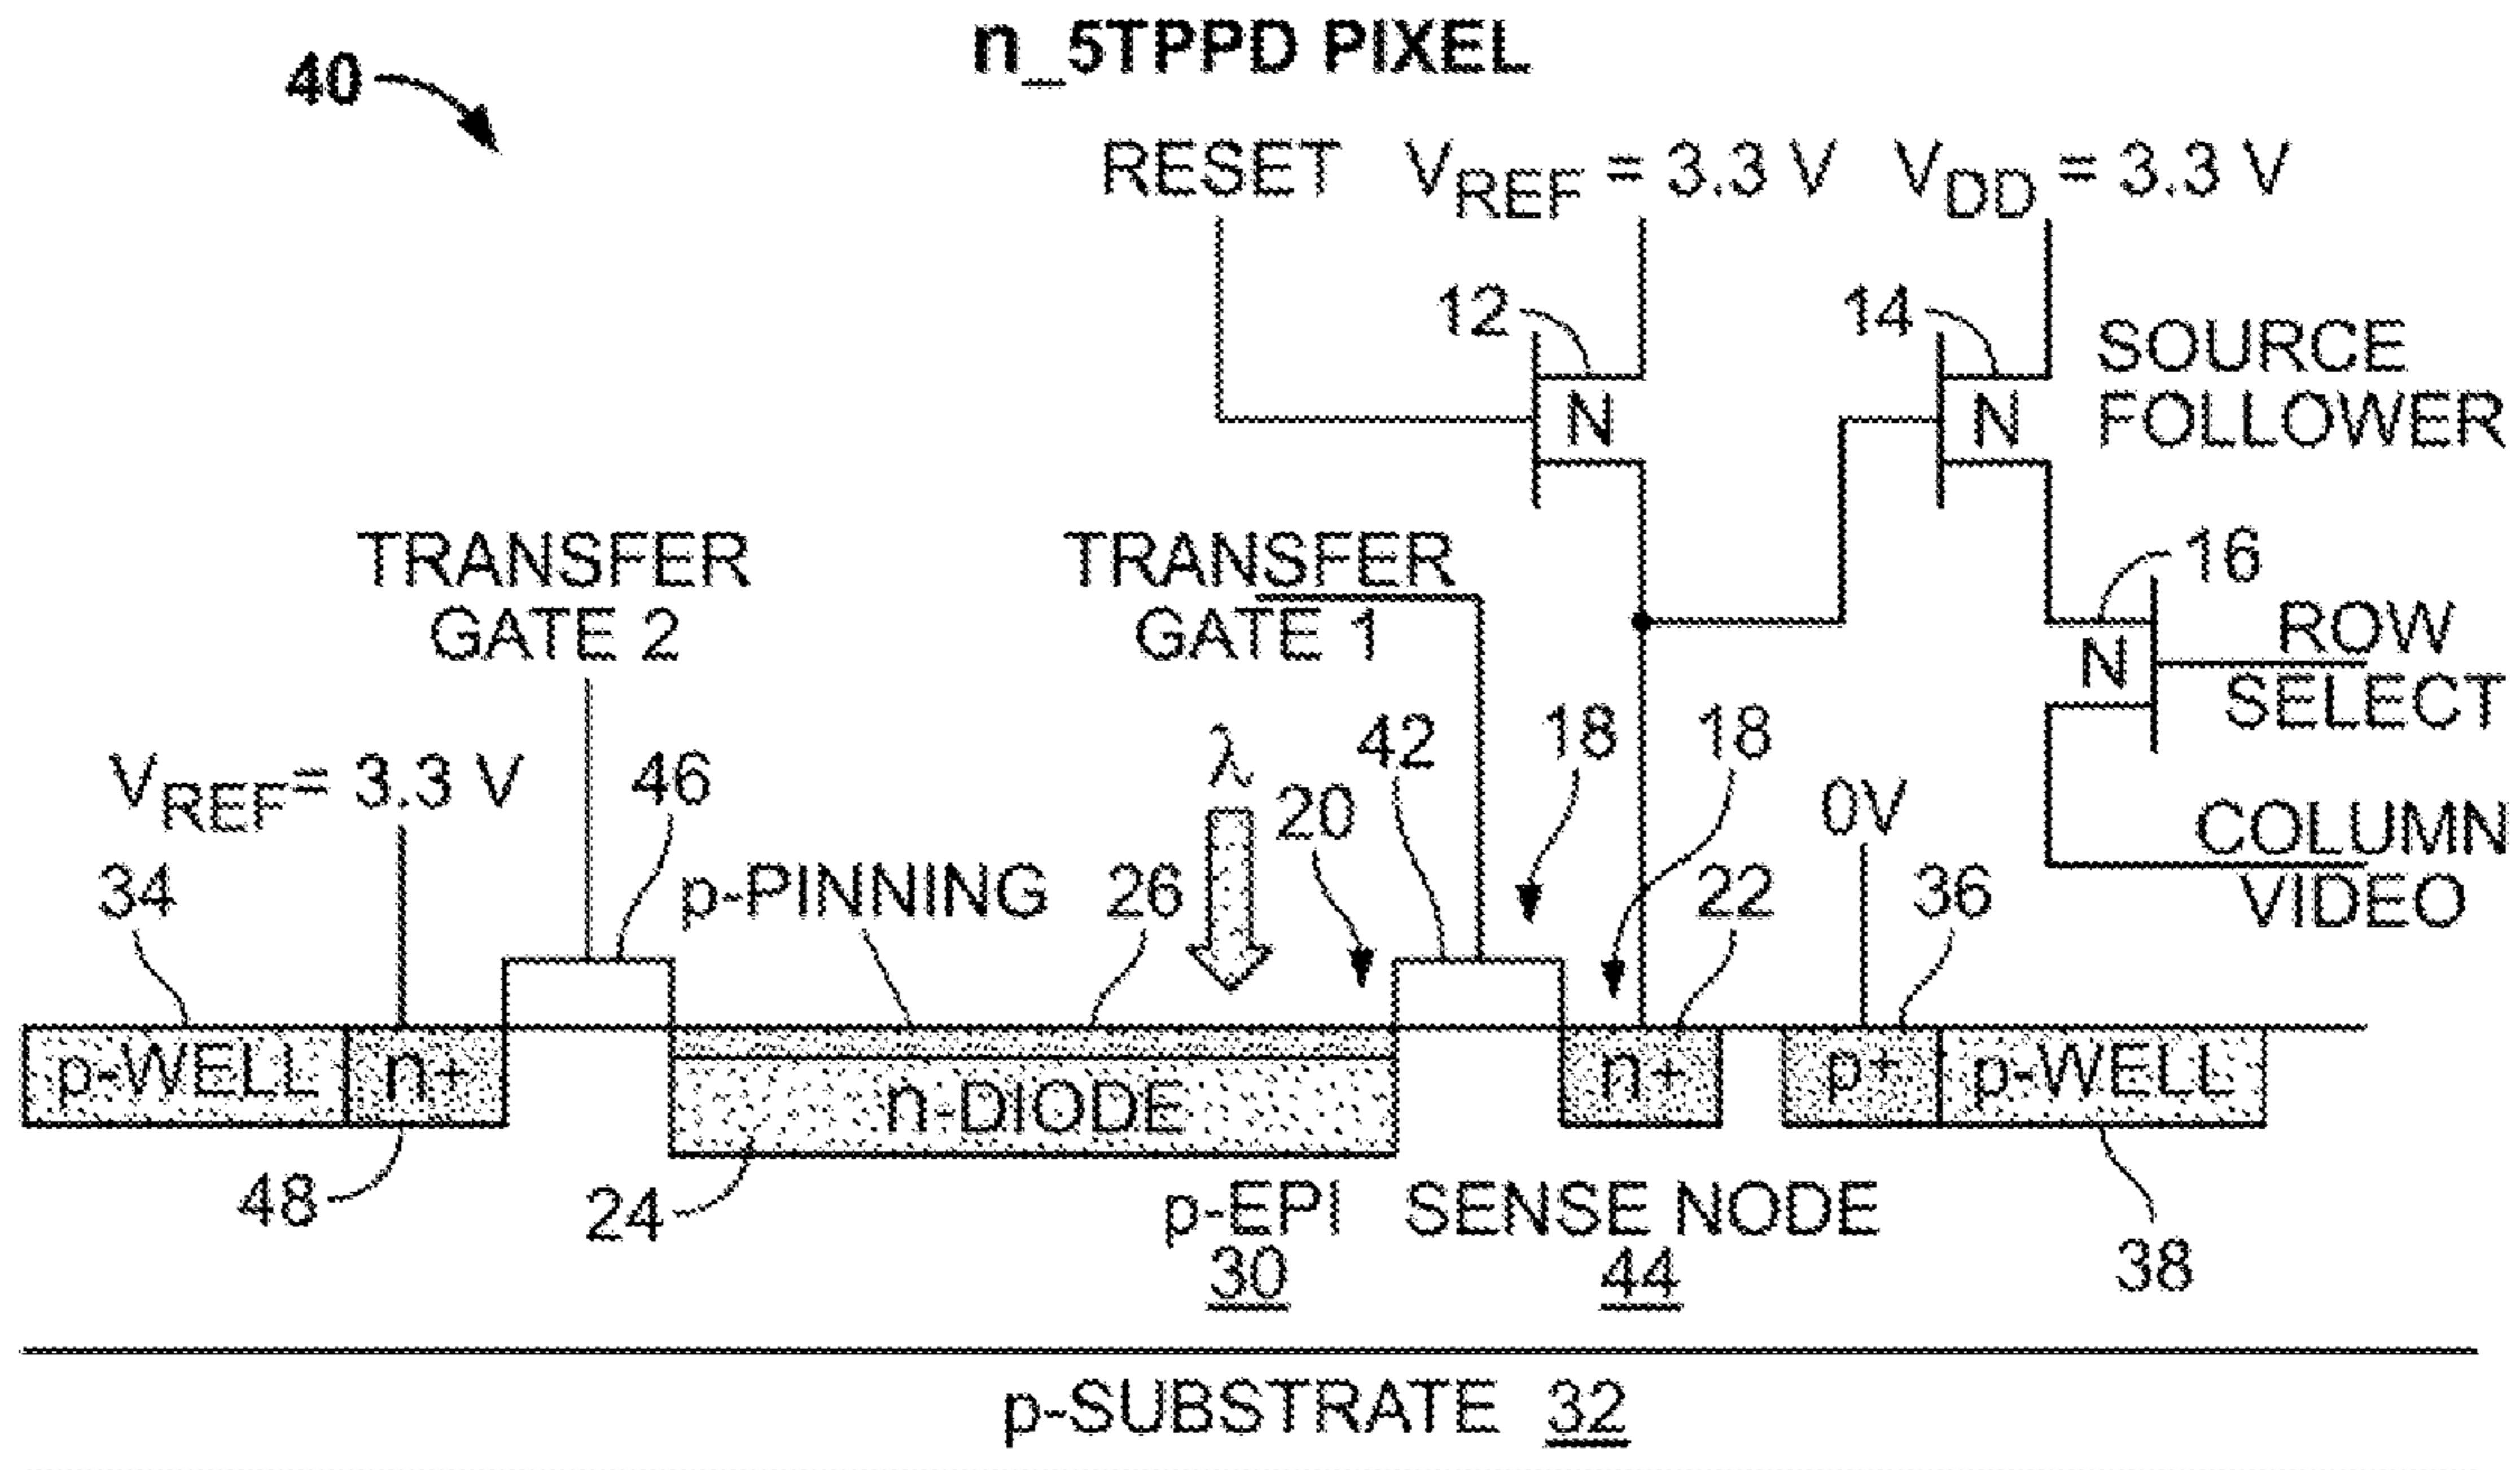 n_5TPPD PIXEL
40
RESET VREF = 3.3 V VDD = 3.3 V
12
14
SOURCE
FOLLOWER
N
N
TRANSFER
GATE 2
TRANSFER
GATE 1
16
ROW
SELECT
N
VREF = 3.3 V
46
λ
20
42
18
18
0V
COLUMN
VIDEO
34
p-PINNING
26
22
36
p-WELL
n+
n-DIODE
n+
p+
p-WELL
48
24
p-EPI
30
SENSE NODE
44
38
p-SUBSTRATE 32